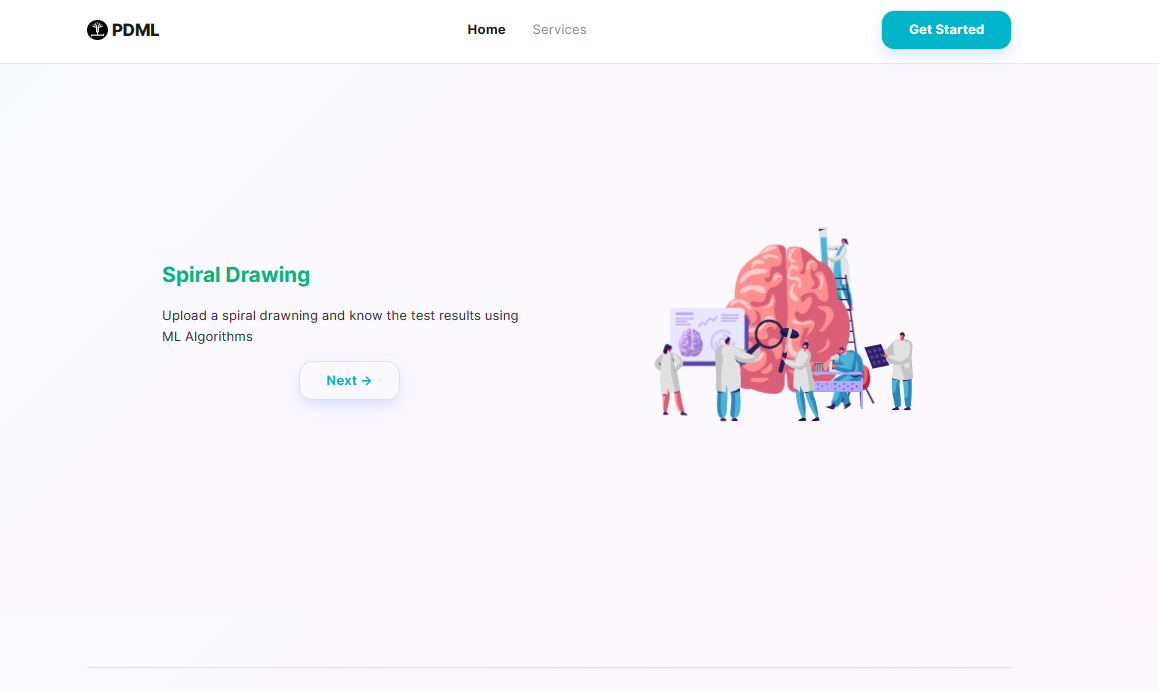 PDML
Home
Services
Get Started
Spiral Drawing
Upload a spiral drawning and know the test results using
ML Algorithms
Next →